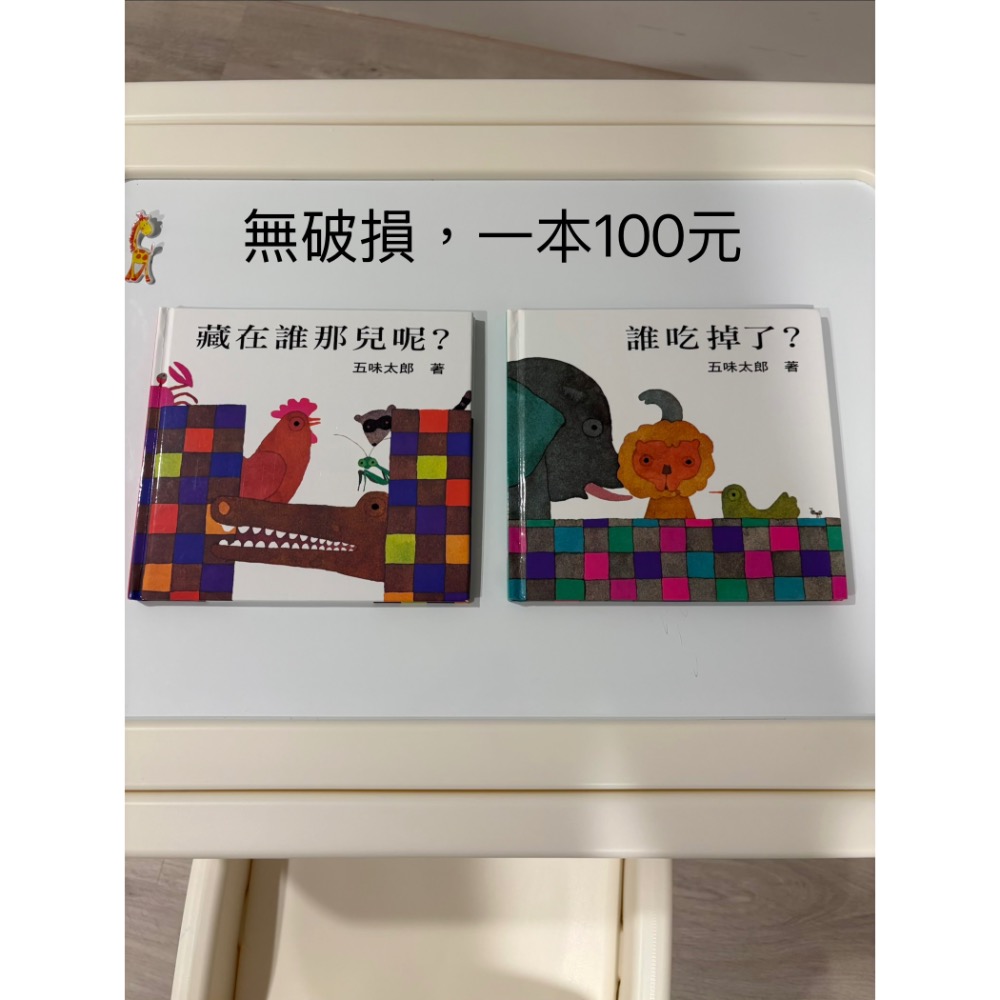 無破損，一本100元
藏在誰那兒呢？
五味太郎 著
誰吃掉了？
五味太郎 著